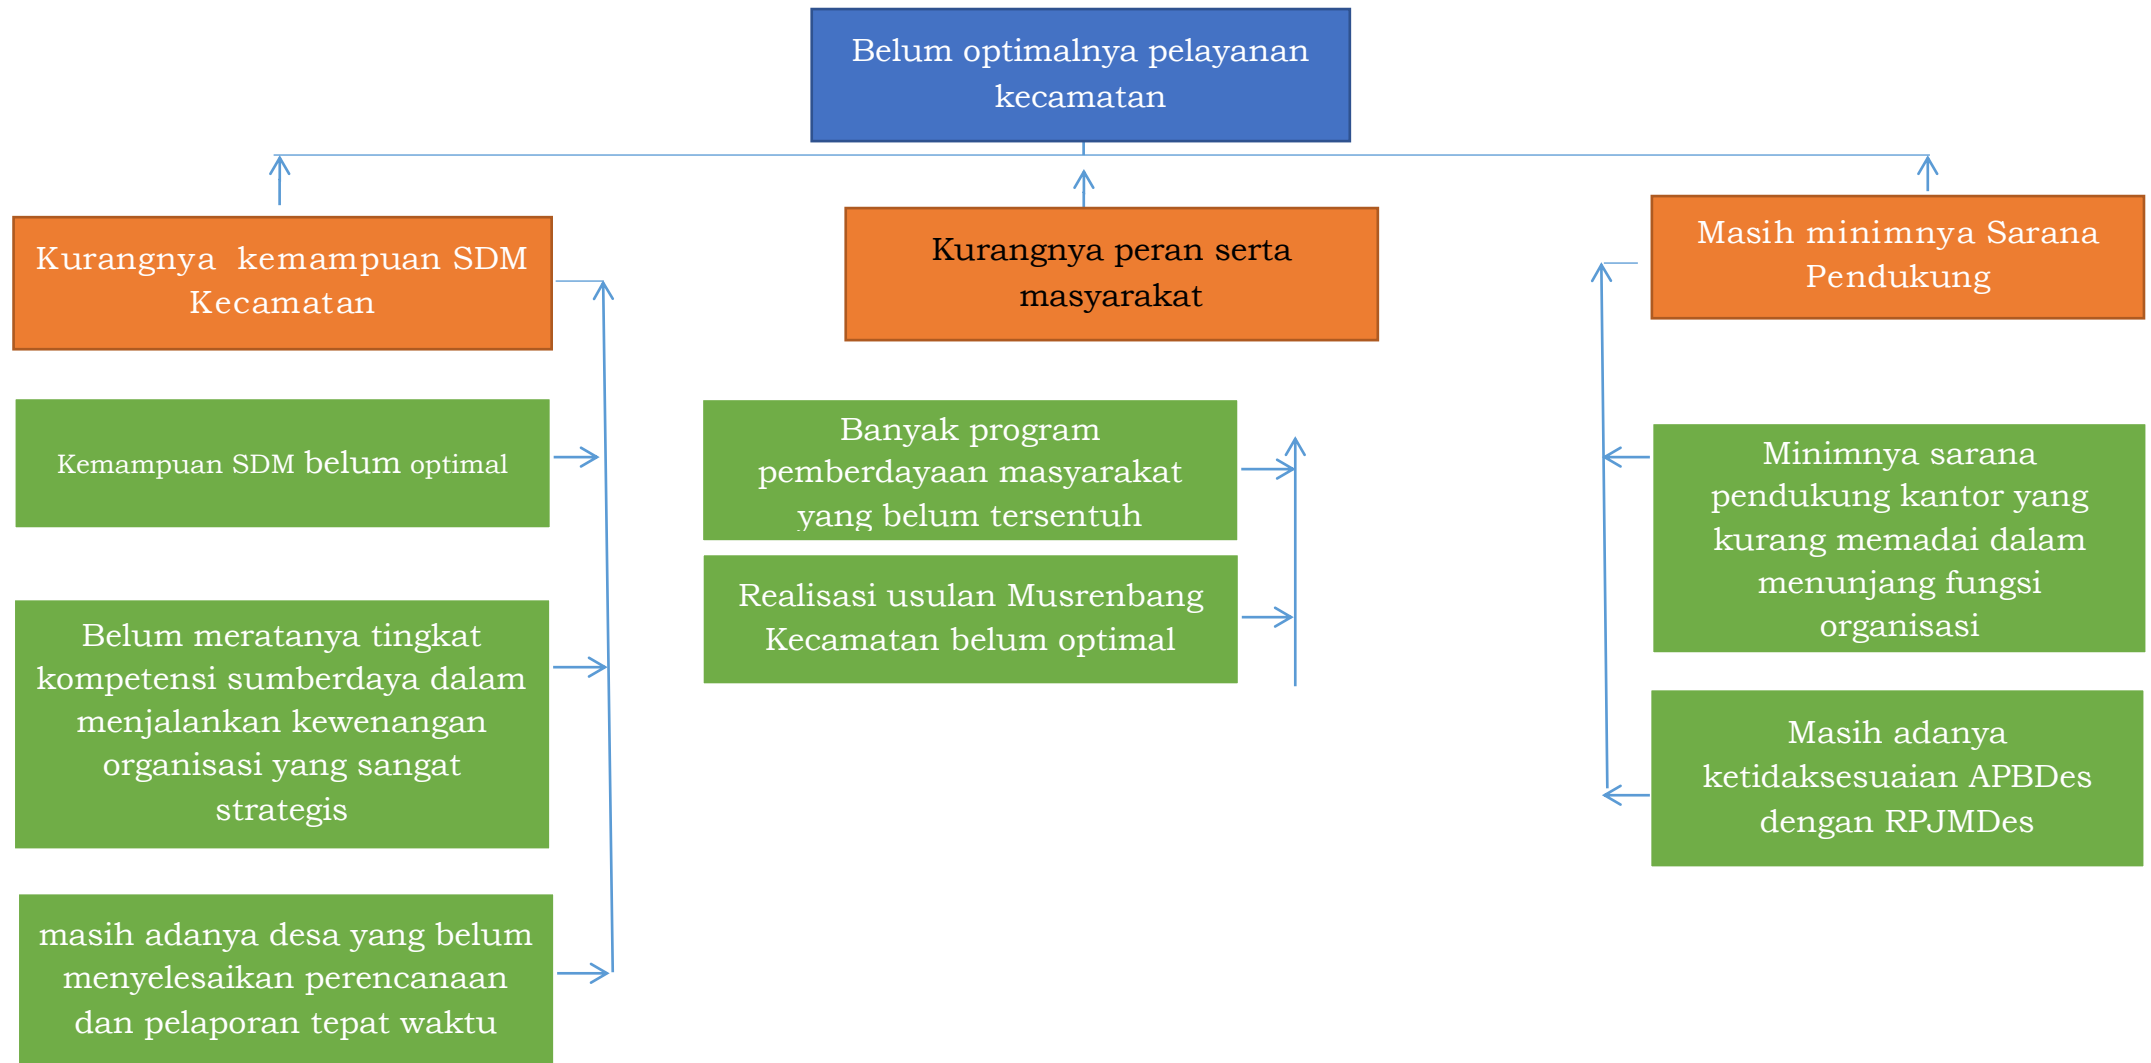 Belum optimalnya pelayanan
kecamatan
Kurangnya kemampuan SDM
Kecamatan
Kurangnya peran serta
masyarakat
Masih minimnya Sarana
Pendukung
Kemampuan SDM belum optimal
Belum meratanya tingkat
kompetensi sumberdaya dalam
menjalankan kewenangan
organisasi yang sangat
strategis
masih adanya desa yang belum
menyelesaikan perencanaan
dan pelaporan tepat waktu
Banyak program
pemberdayaan masyarakat
yang belum tersentuh
Realisasi usulan Musrenbang
Kecamatan belum optimal
Minimnya sarana
pendukung kantor yang
kurang memadai dalam
menunjang fungsi
organisasi
Masih adanya
ketidaksesuaian APBDes
dengan RPJMDes